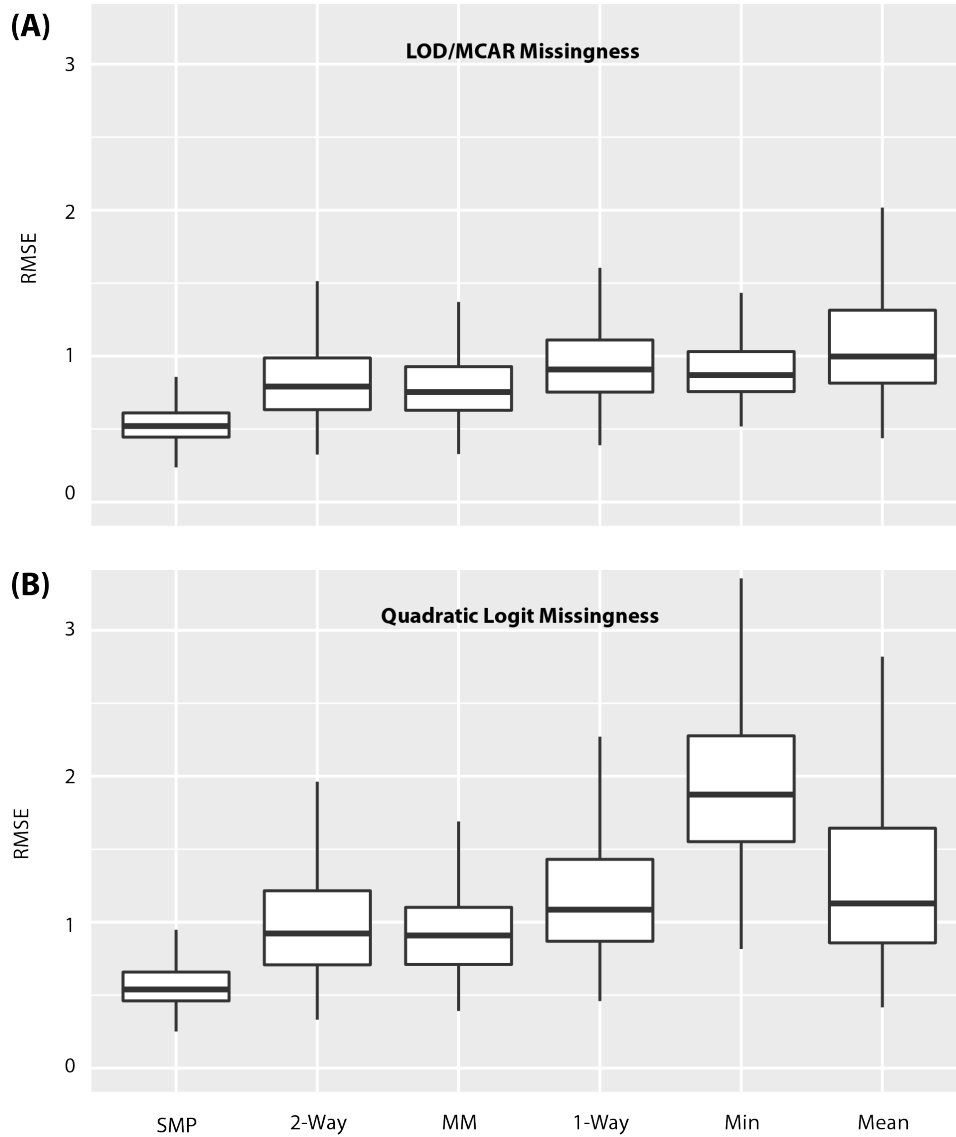 (A)
LOD/MCAR Missingness
3
2
RMSE
1
0
(B)
Quadratic Logit Missingness
3
2
RMSE
1
0
SMP 2-Way MM 1-Way Min Mean